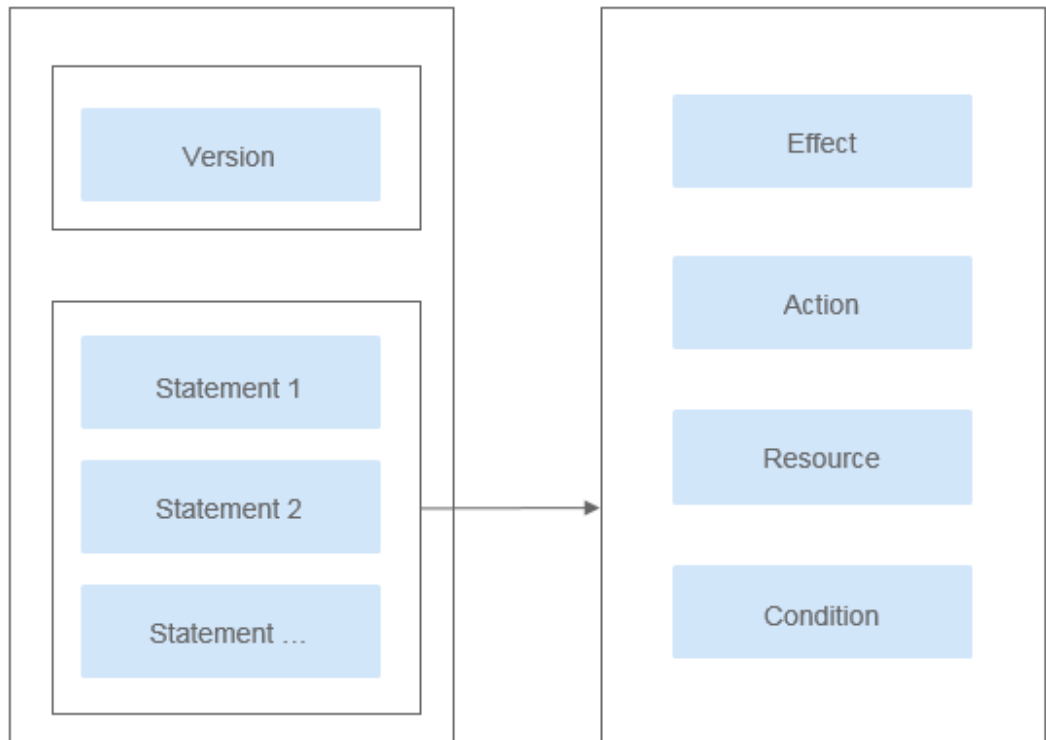 Version
Statement 1
Statement 2
Statement …
Effect
Action
Resource
Condition